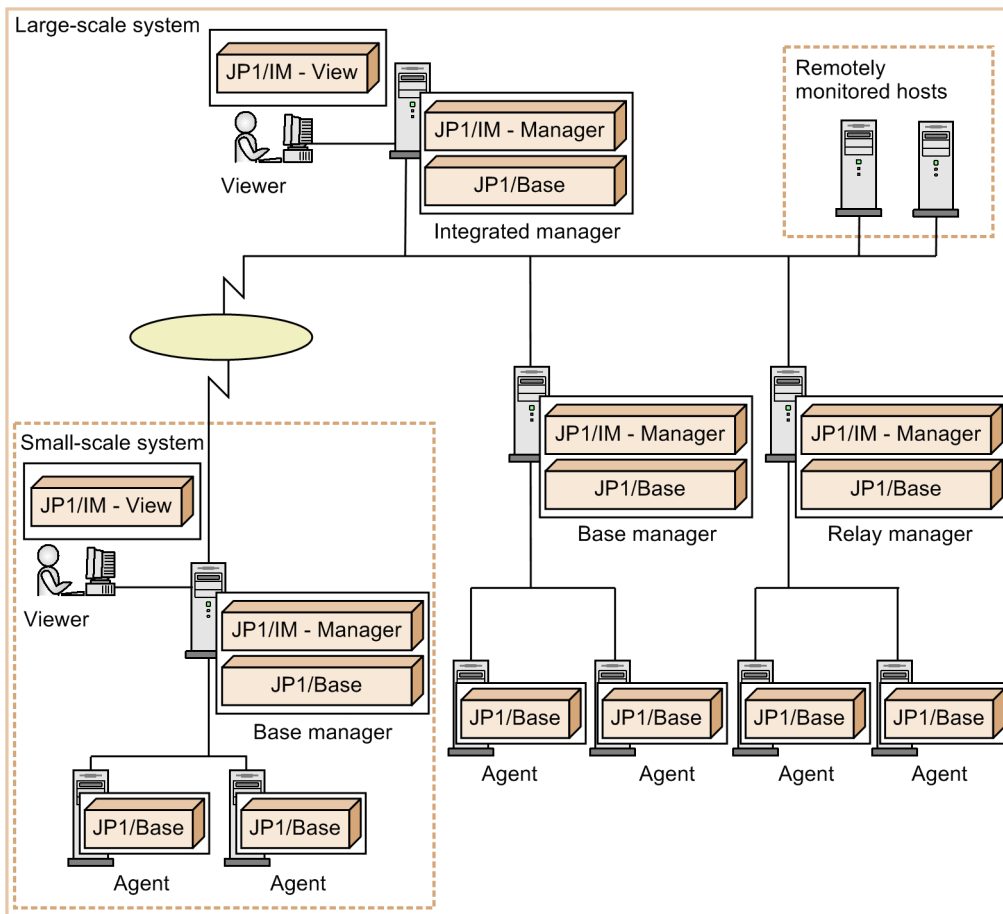 Large-scale system
JP1/IM - View
Viewer
JP1/IM - Manager
JP1/Base
Integrated manager
Remotely
monitored hosts
Small-scale system
JP1/IM - View
Viewer
JP1/IM - Manager
JP1/Base
Base manager
JP1/Base
Agent
JP1/Base
Agent
JP1/IM - Manager
JP1/Base
Base manager
JP1/IM - Manager
JP1/Base
Relay manager
JP1/Base
Agent
JP1/Base
Agent
JP1/Base
Agent
JP1/Base
Agent